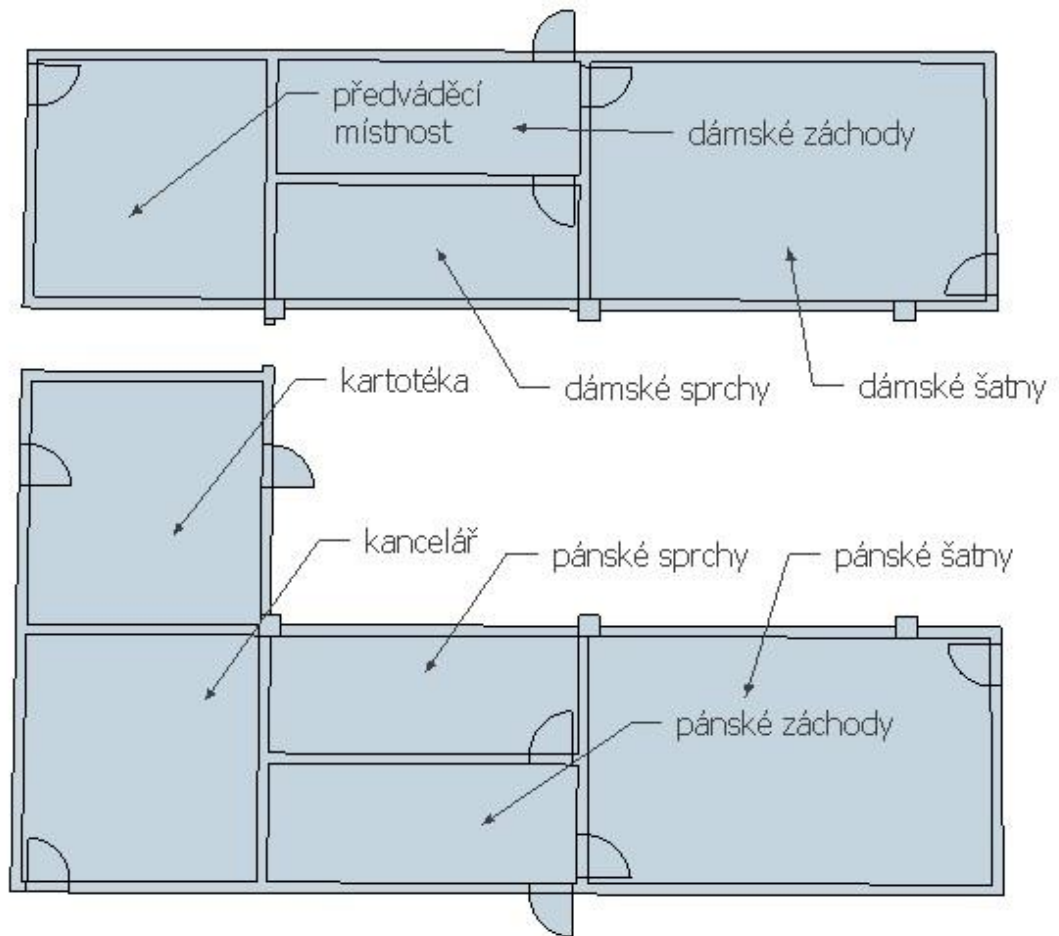 předváděcí
místnost
dámské záchody
kartotéka
dámské sprchy
dámské šatny
kancelář
pánské sprchy
pánské šatny
pánské záchody